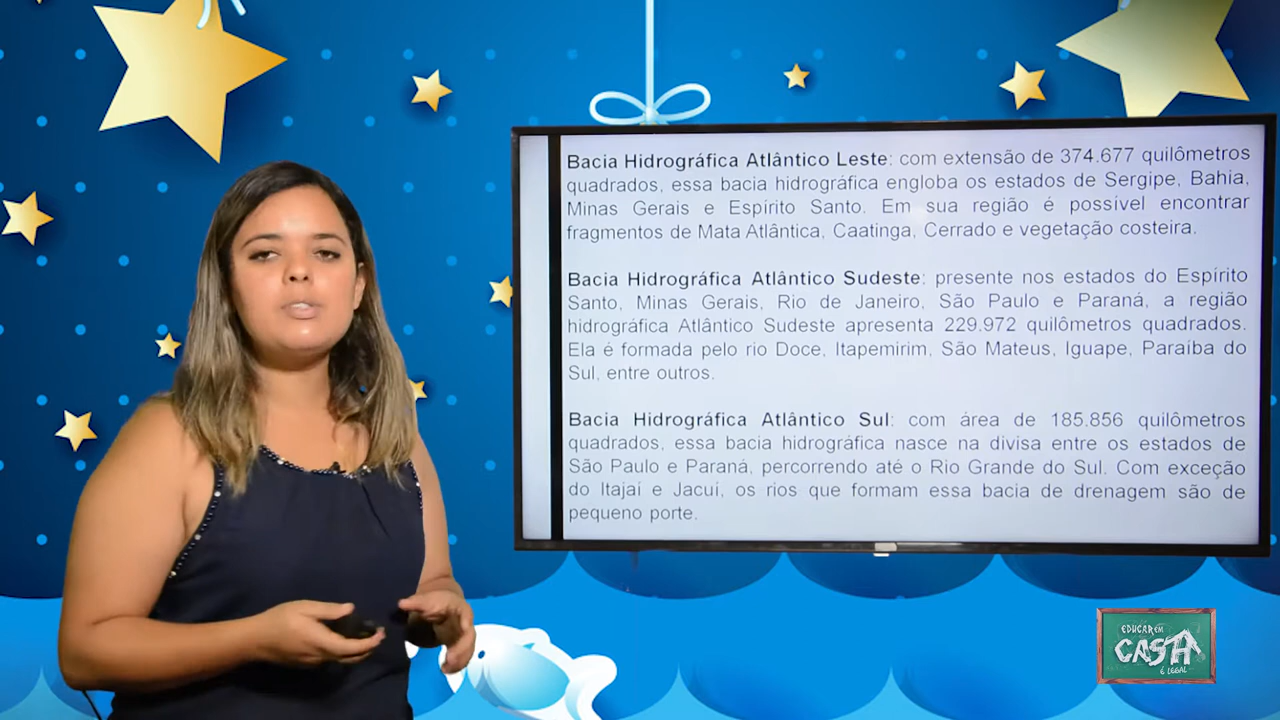 Bacia Hidrográfica Atlântico Leste: com extensão de 374.677 quilômetros
quadrados, essa bacia hidrográfica engloba os estados de Sergipe, Bahia,
Minas Gerais e Espírito Santo. Em sua região é possível encontrar
fragmentos de Mata Atlântica, Caatinga, Cerrado e vegetação costeira.
Bacia Hidrográfica Atlântico Sudeste: presente nos estados do Espírito
Santo, Minas Gerais, Rio de Janeiro, São Paulo e Paraná, a região
hidrográfica Atlântico Sudeste apresenta 229.972 quilômetros quadrados.
Ela é formada pelo rio Doce, Itapemirim, São Mateus, Iguape, Paraíba do
Sul, entre outros.
Bacia Hidrográfica Atlântico Sul: com área de 185.856 quilômetros
quadrados, essa bacia hidrográfica nasce na divisa entre os estados de
São Paulo e Paraná, percorrendo até o Rio Grande do Sul. Com exceção
do Itajaí e Jacuí, os rios que formam essa bacia de drenagem são de
pequeno porte.
EDUCAR EM
CASA
É LEGAL